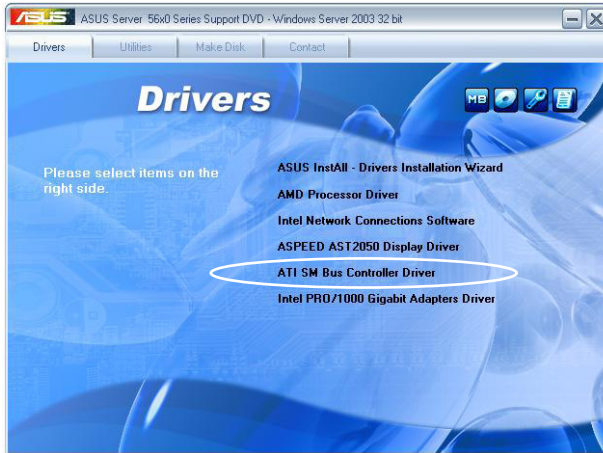 ASUS ASUS Server 56x0 Series Support DVD - Windows Server 2003 32 bit
Drivers Utilities Make Disk Contact
Drivers
MB
Please select items on the
right side.
ASUS InstAll - Drivers Installation Wizard
AMD Processor Driver
Intel Network Connections Software
ASPEED AST2050 Display Driver
ATI SM Bus Controller Driver
Intel PRO/1000 Gigabit Adapters Driver